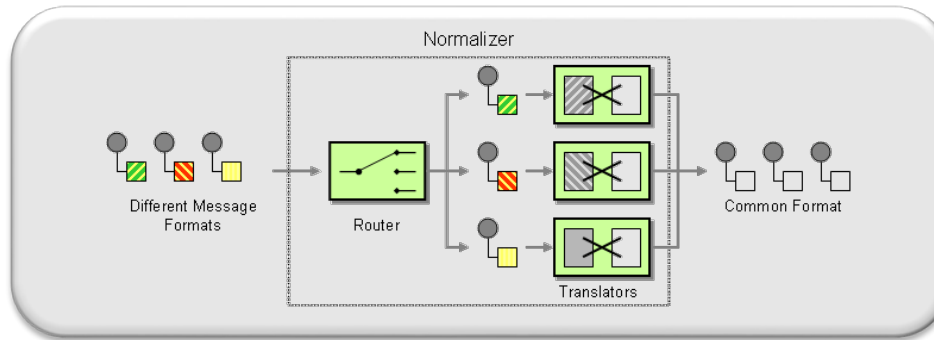 Normalizer
Different Message
Formats
Router
Translators
Common Format